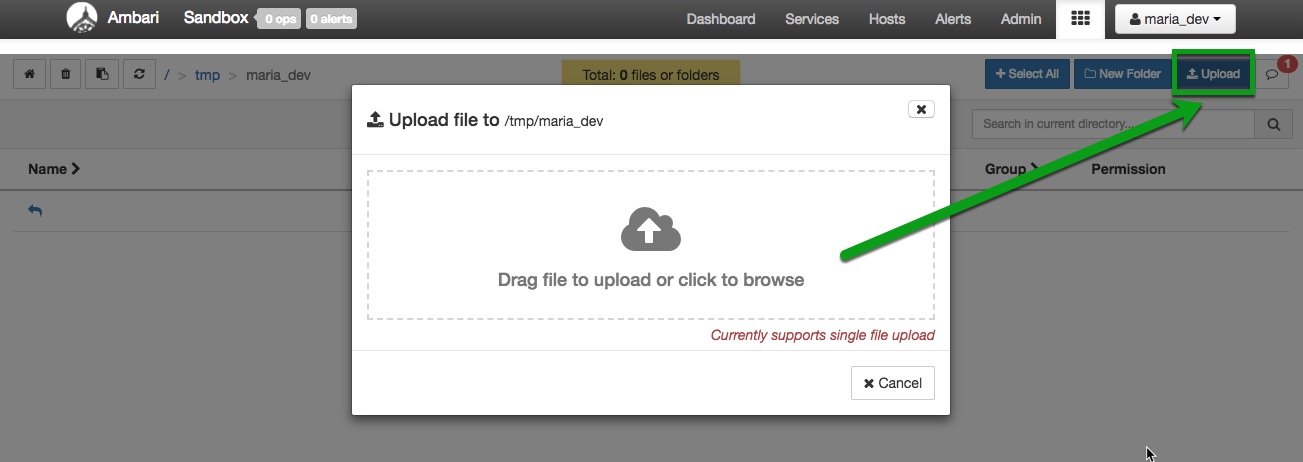 Ambari Sandbox 0 ops 0 alerts Dashboard Services Hosts Alerts Admin maria_dev
/ > tmp > maria_dev Total: 0 files or folders Select All New Folder Upload 1
Upload file to /tmp/maria_dev
Search in current directory...
Name Group Permission
Drag file to upload or click to browse
Currently supports single file upload
Cancel